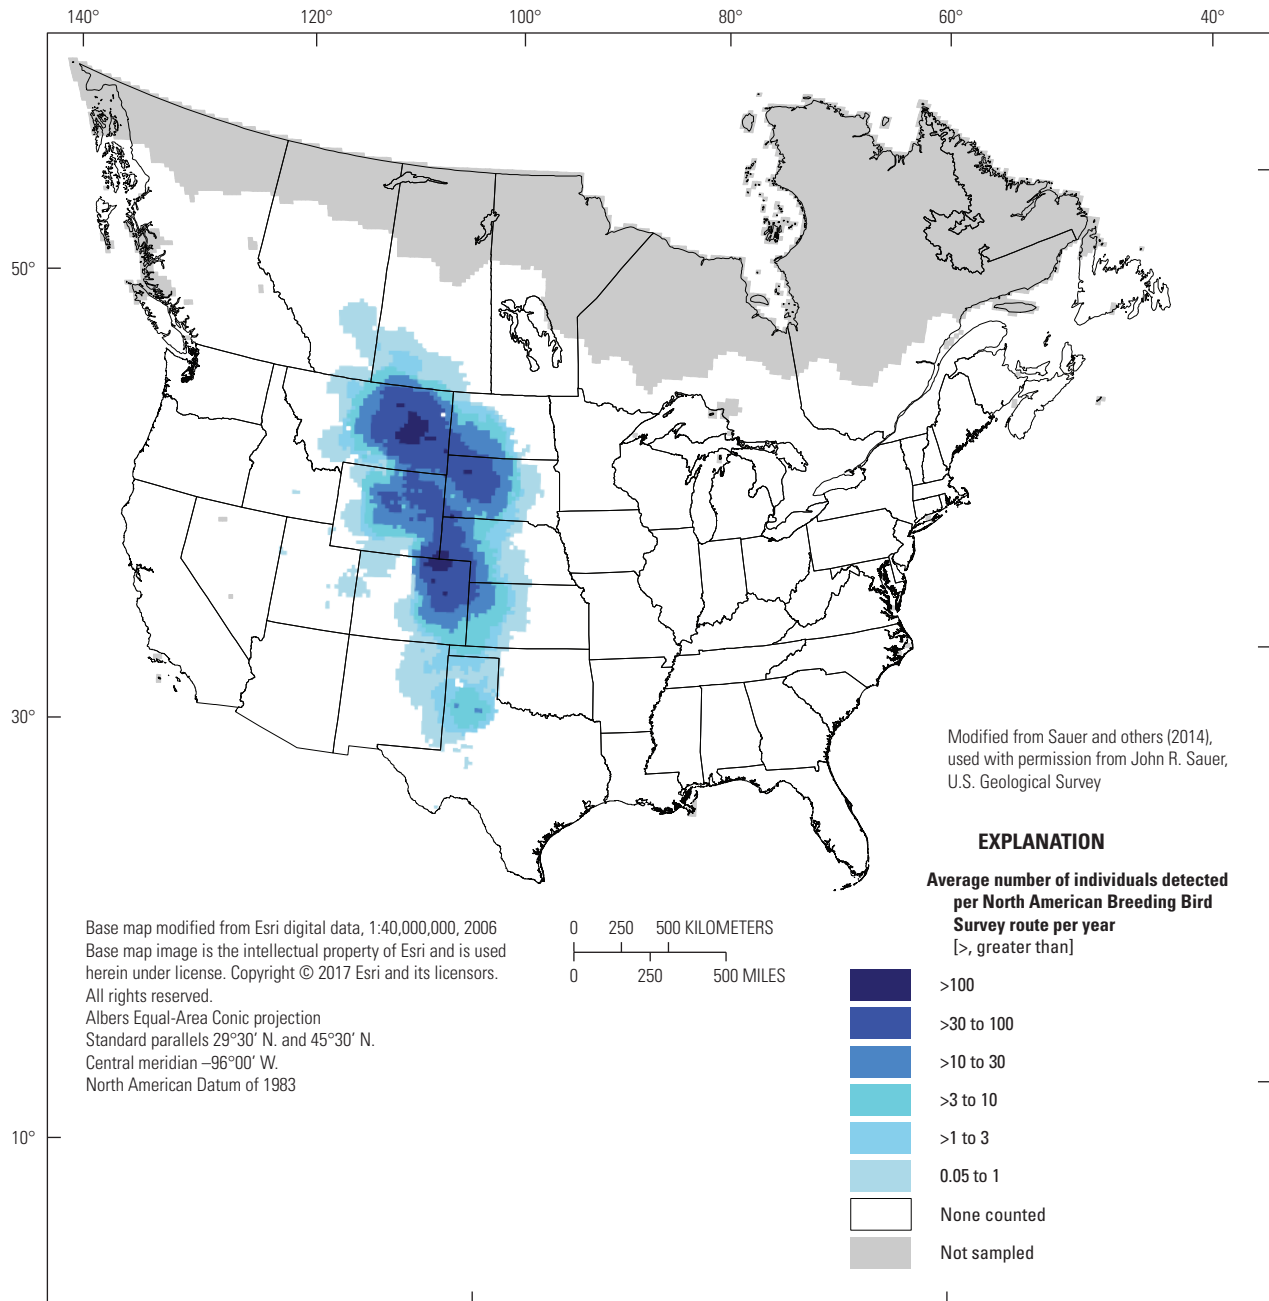 140° 120° 100° 80° 60° 40°
50°
30°
10°
Modified from Sauer and others (2014),
used with permission from John R. Sauer,
U.S. Geological Survey
EXPLANATION
Average number of individuals detected
per North American Breeding Bird
Survey route per year
[>, greater than]
>100
>30 to 100
>10 to 30
>3 to 10
>1 to 3
0.05 to 1
None counted
Not sampled
Base map modified from Esri digital data, 1:40,000,000, 2006
Base map image is the intellectual property of Esri and is used
herein under license. Copyright © 2017 Esri and its licensors.
All rights reserved.
Albers Equal-Area Conic projection
Standard parallels 29°30′ N. and 45°30′ N.
Central meridian –96°00′ W.
North American Datum of 1983
0 250 500 KILOMETERS
0 250 500 MILES